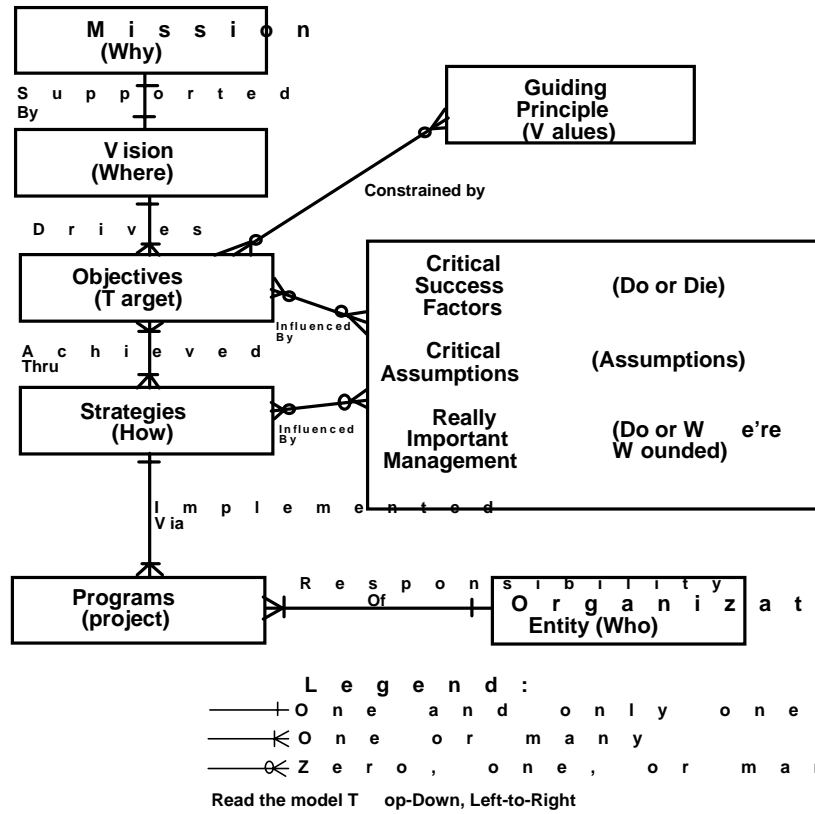 Mission
(Why)
Supported
By
Vision
(Where)
Drives
Objectives
(Target)
Achieved
Thru
Strategies
(How)
Implemented
Via
Programs
(project)
Guiding
Principle
(Values)
Constrained by
Influenced
By
Influenced
By
Critical
Success
Factors
(Do or Die)
Critical
Assumptions
(Assumptions)
Really
Important
Management
(Do or We're
Wounded)
Responsibility
Of
Organizat
Entity (Who)
Legend:
One and only one
One or many
Zero, one, or mar
Read the model Top-Down, Left-to-Right